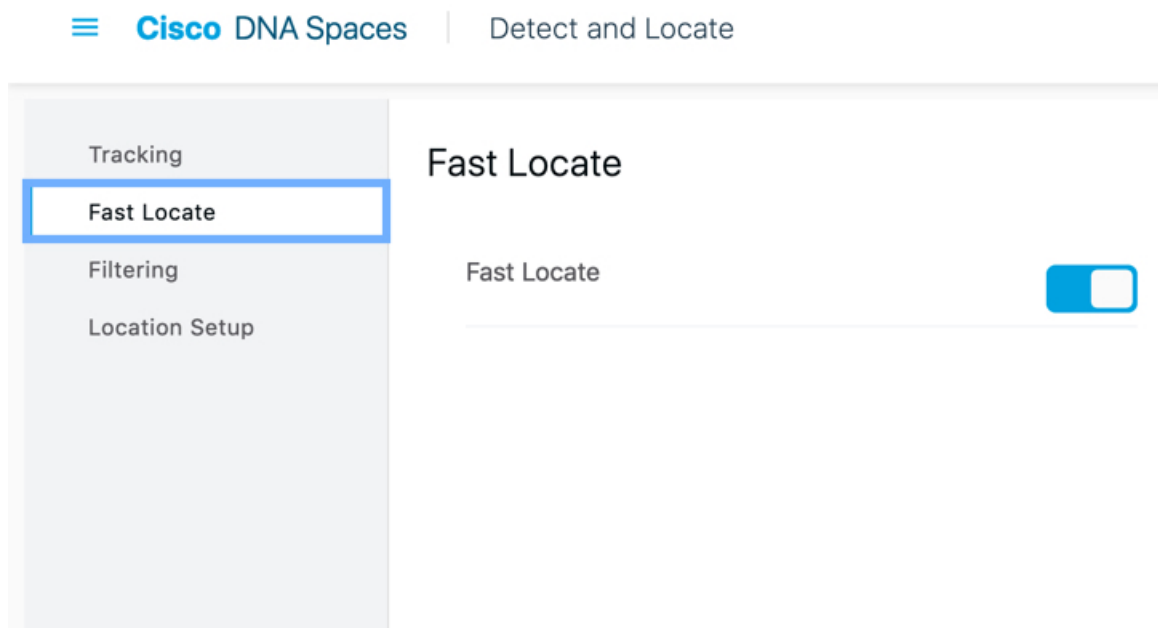 Cisco DNA Spaces
Detect and Locate
Tracking
Fast Locate
Filtering
Location Setup
Fast Locate
Fast Locate